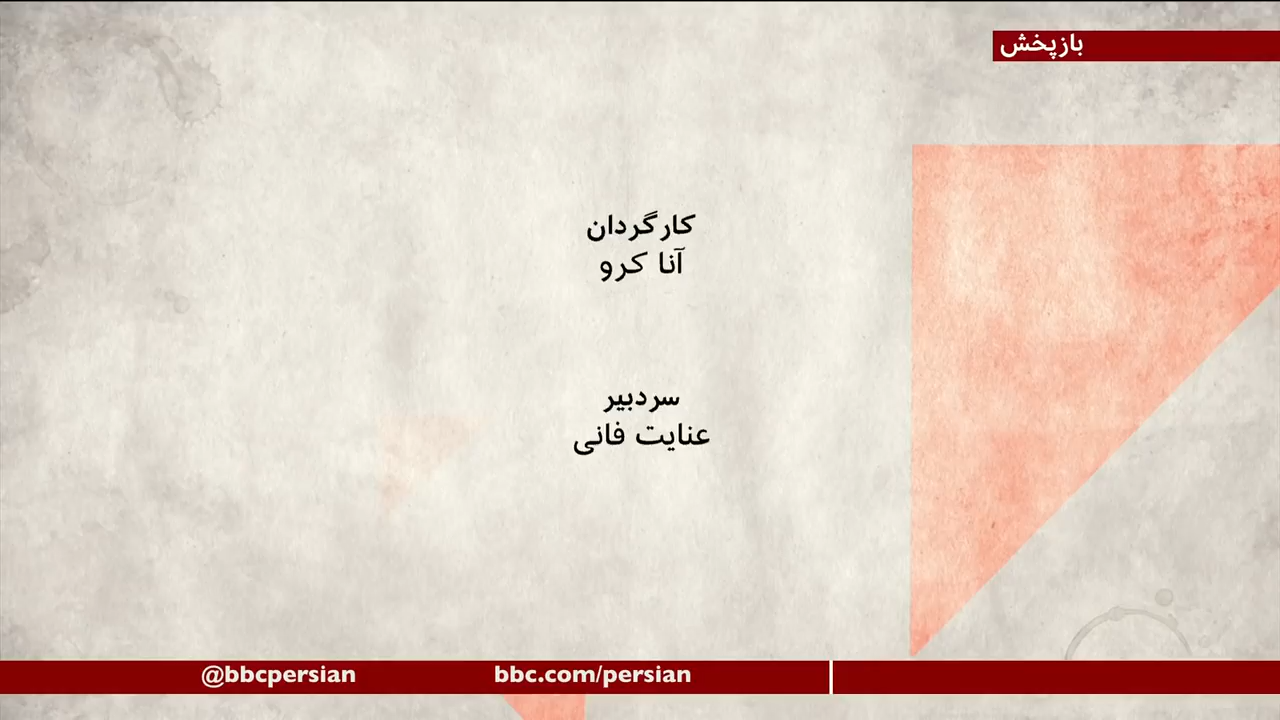 بازپخش
کارگردان
آنا کرو
سردبیر
عنایت فانی
@bbcpersian
bbc.com/persian